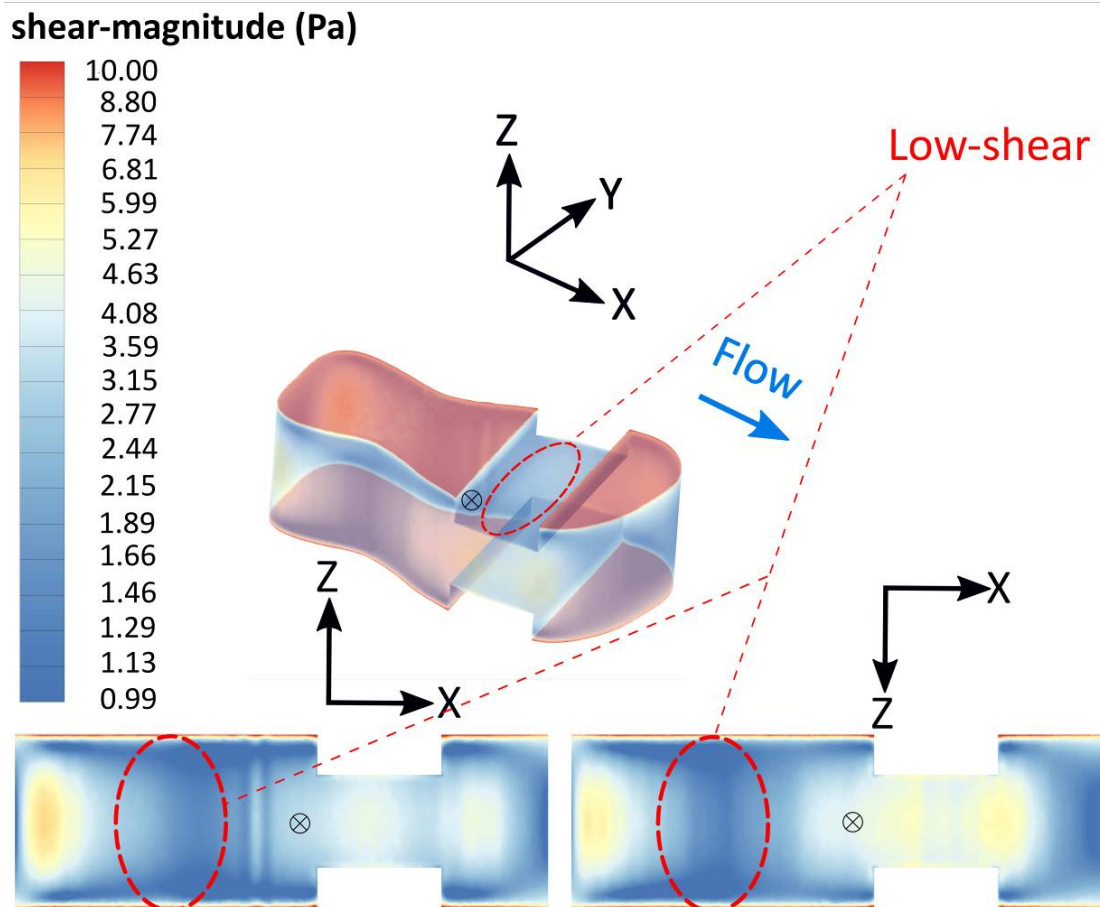 shear-magnitude (Pa)
10.00
8.80
7.74
6.81
5.99
5.27
4.63
4.08
3.59
3.15
2.77
2.44
2.15
1.89
1.66
1.46
1.29
1.13
0.99
Z
Y
X
Low-shear
Flow
Z
X
X
Z